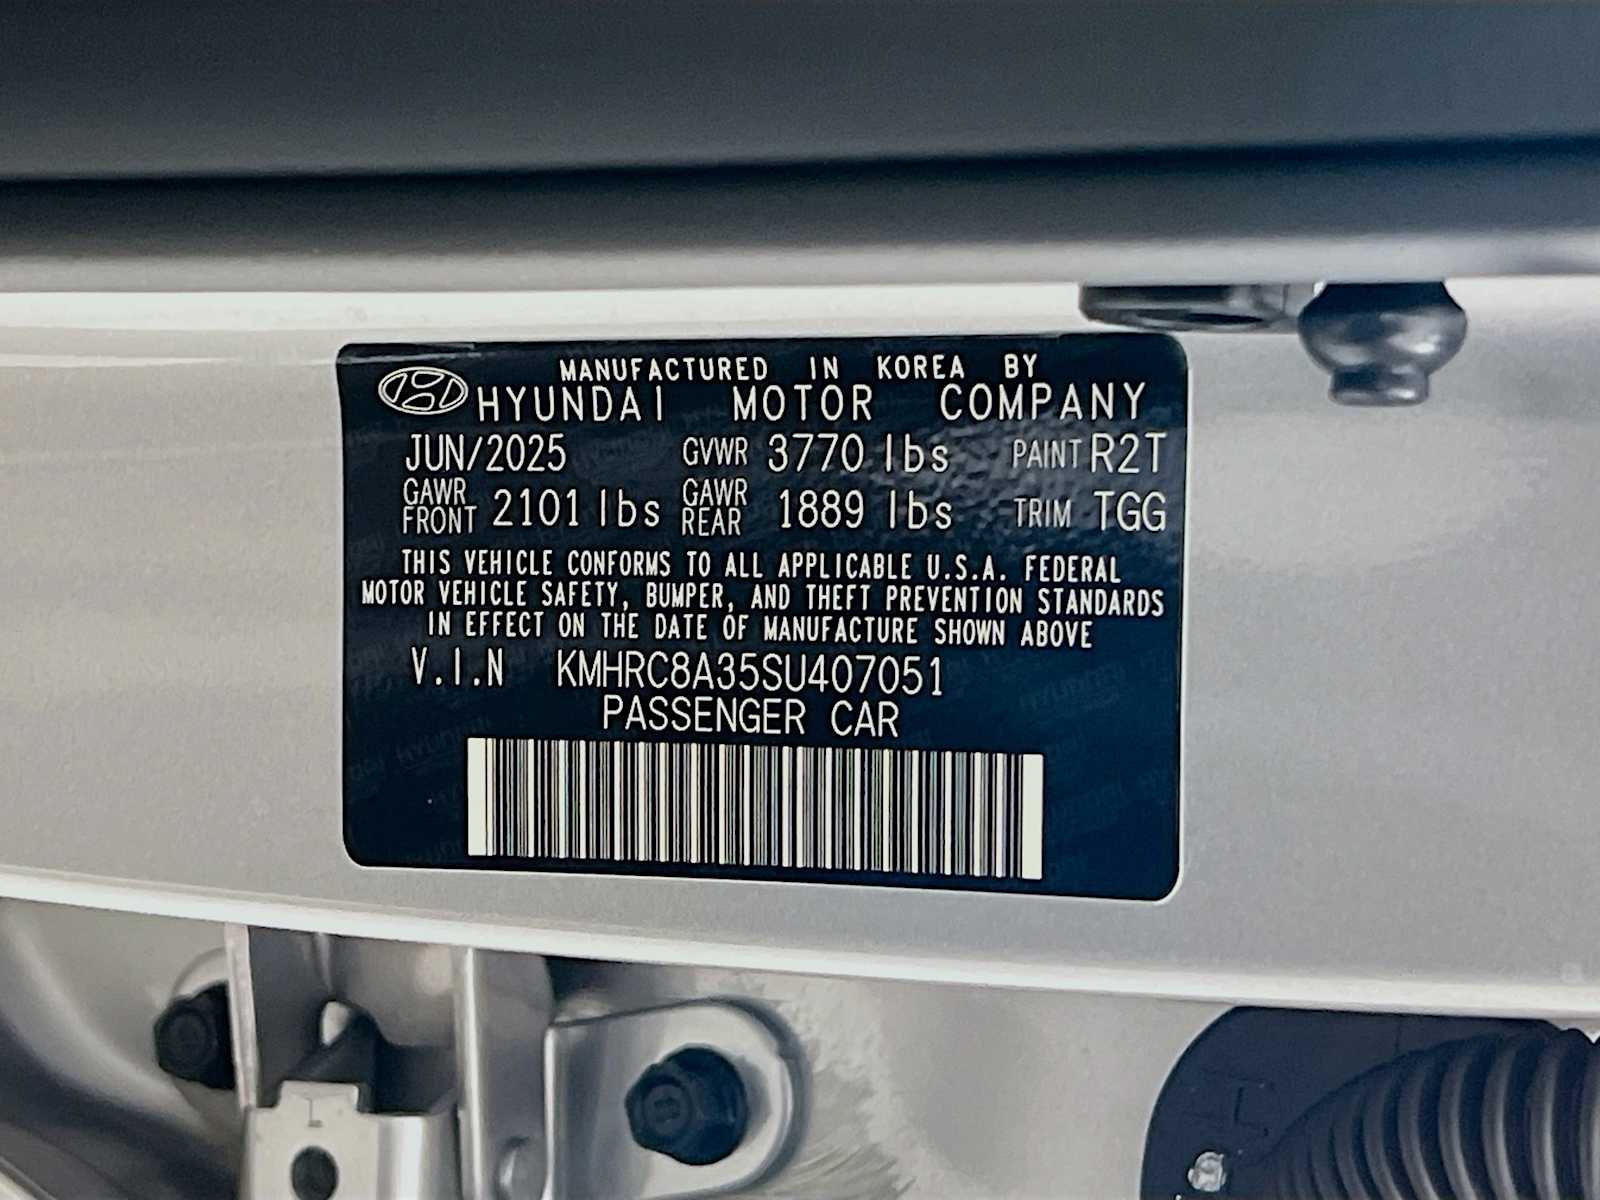 MANUFACTURED IN KOREA BY
HYUNDAI MOTOR COMPANY
JUN/2025 GVWR 3770 lbs PAINT R2T
GAWR FRONT 2101 lbs GAWR REAR 1889 lbs TRIM TGG
THIS VEHICLE CONFORMS TO ALL APPLICABLE U.S.A. FEDERAL
MOTOR VEHICLE SAFETY, BUMPER, AND THEFT PREVENTION STANDARDS
IN EFFECT ON THE DATE OF MANUFACTURE SHOWN ABOVE
V.I.N KMHRC8A35SU407051
PASSENGER CAR